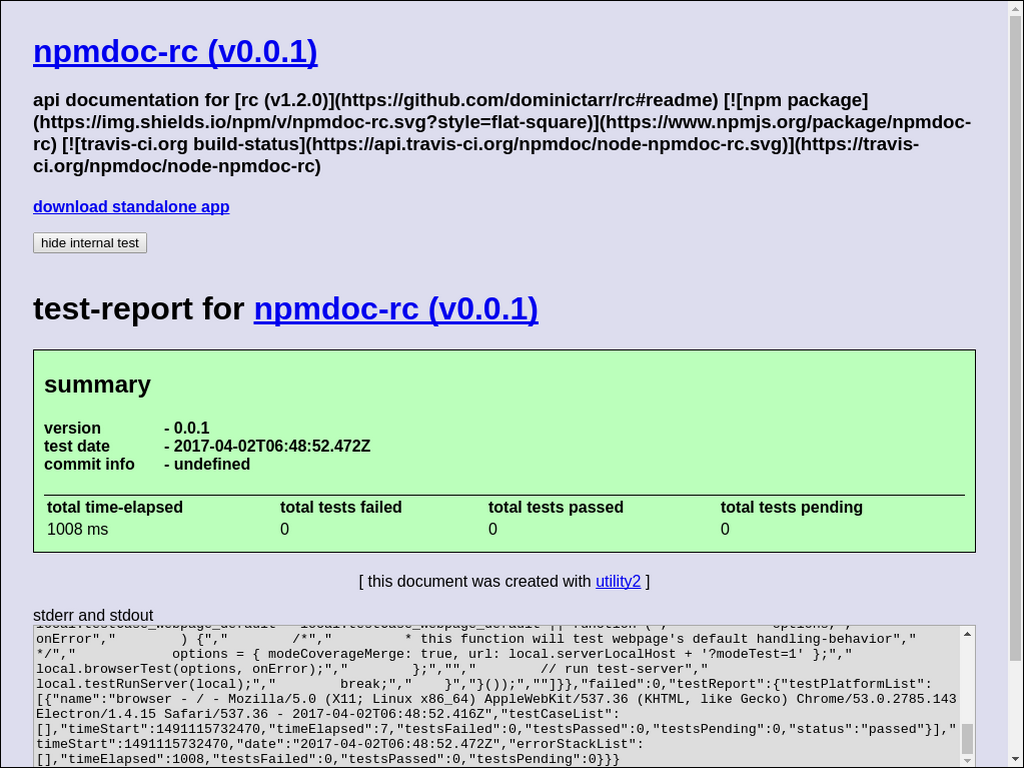 npmdoc-rc (v0.0.1)
api documentation for [rc (v1.2.0)](https://github.com/dominictarr/rc#readme) [![npm package]
(https://img.shields.io/npm/v/npmdoc-rc.svg?style=flat-square)](https://www.npmjs.org/package/npmdoc-
rc) [![travis-ci.org build-status](https://api.travis-ci.org/npmdoc/node-npmdoc-rc.svg)](https://travis-
ci.org/npmdoc/node-npmdoc-rc)
download standalone app
hide internal test
test-report for npmdoc-rc (v0.0.1)
summary
version - 0.0.1
test date - 2017-04-02T06:48:52.472Z
commit info - undefined
total time-elapsed total tests failed total tests passed total tests pending
1008 ms 0 0 0
[ this document was created with utility2 ]
stderr and stdout
onError","        ) {","        /*","         * this function will test webpage's default handling-behavior","
*/","            options = { modeCoverageMerge: true, url: local.serverLocalHost + '?modeTest=1' };","
local.browserTest(options, onError);","        };","","        // run test-server","
local.testRunServer(local);","        break;","    }","}());",""]}},"failed":0,"testReport":{"testPlatformList":
[{"name":"browser - / - Mozilla/5.0 (X11; Linux x86_64) AppleWebKit/537.36 (KHTML, like Gecko) Chrome/53.0.2785.143
Electron/1.4.15 Safari/537.36 - 2017-04-02T06:48:52.416Z","testCaseList":
[],"timeStart":1491115732470,"timeElapsed":7,"testsFailed":0,"testsPassed":0,"testsPending":0,"status":"passed"}],"
timeStart":1491115732470,"date":"2017-04-02T06:48:52.472Z","errorStackList":
[],"timeElapsed":1008,"testsFailed":0,"testsPassed":0,"testsPending":0}}}